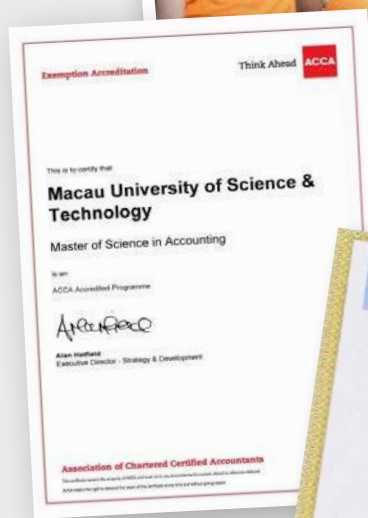 Exemption Accreditation
Think Ahead ACCA
This is to certify that
Macau University of Science &
Technology
Master of Science in Accounting
is an
ACCA Accredited Programme
Alan Hatfield
Executive Director - Strategy & Development
Association of Chartered Certified Accountants